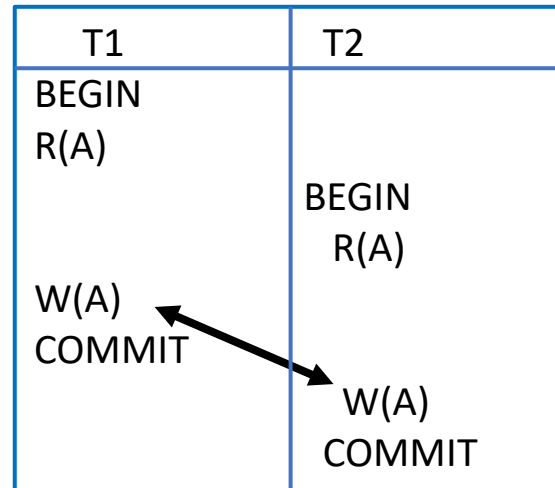 T1 T2
BEGIN
R(A)
BEGIN
R(A)
W(A)
COMMIT
W(A)
COMMIT